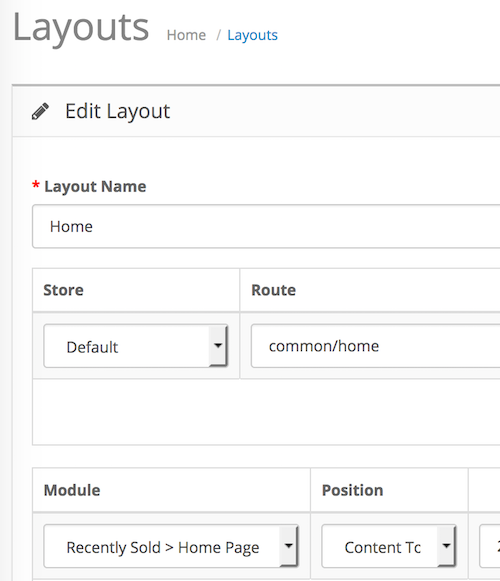 Layouts Home / Layouts
Edit Layout
* Layout Name
Home
Store Route
Default common/home
Module Position
Recently Sold > Home Page Content To